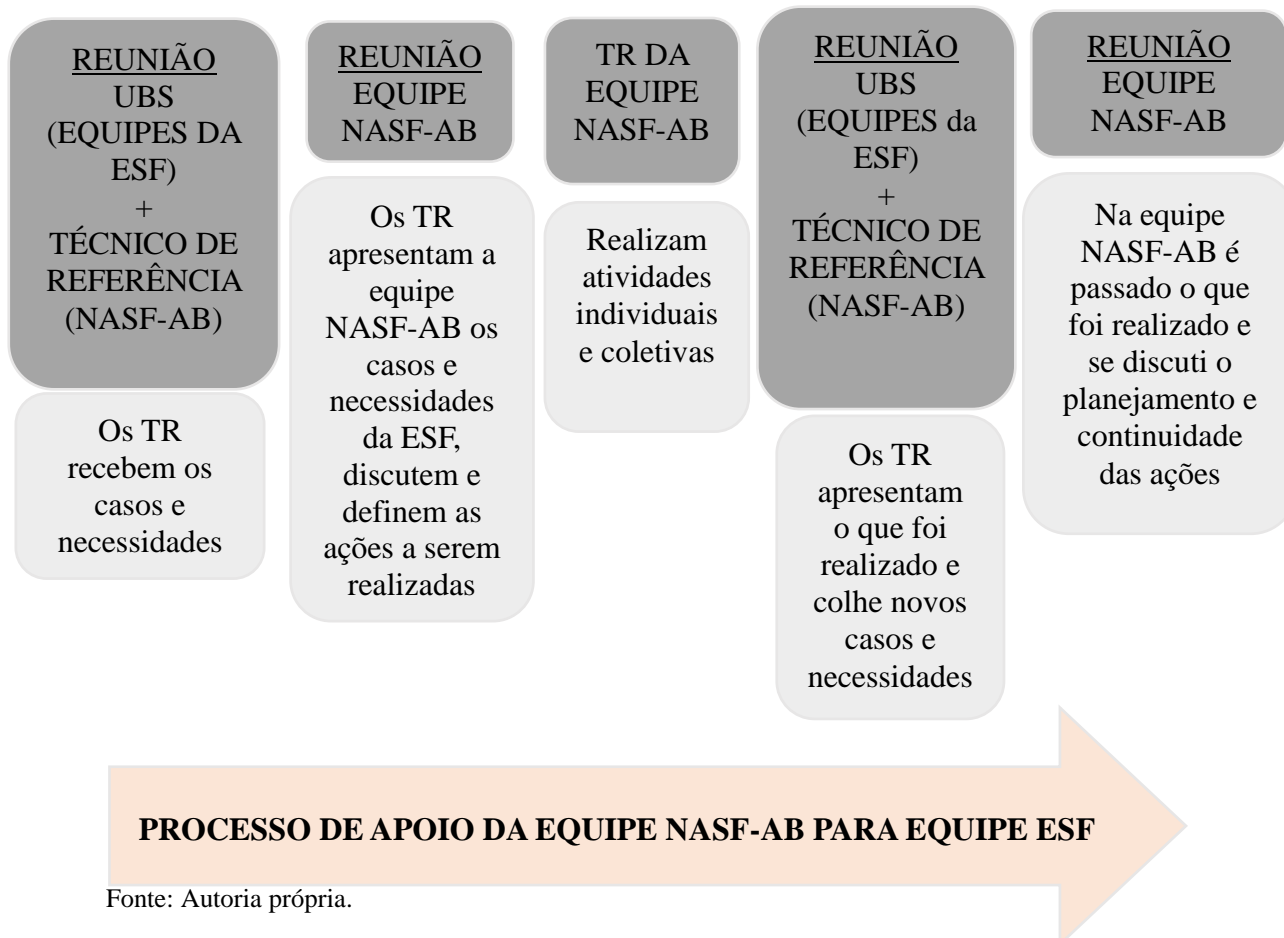 REUNIÃO
UBS
(EQUIPES DA
ESF)
+
TÉCNICO DE
REFERÊNCIA
(NASF-AB)
Os TR
recebem os
casos e
necessidades
REUNIÃO
EQUIPE
NASF-AB
Os TR
apresentam a
equipe
NASF-AB os
casos e
necessidades
da ESF,
discutem e
definem as
ações a serem
realizadas
TR DA
EQUIPE
NASF-AB
Realizam
atividades
individuais
e coletivas
REUNIÃO
UBS
(EQUIPES da
ESF)
+
TÉCNICO DE
REFERÊNCIA
(NASF-AB)
Os TR
apresentam
o que foi
realizado e
colhe novos
casos e
necessidades
REUNIÃO
EQUIPE
NASF-AB
Na equipe
NASF-AB é
passado o que
foi realizado e
se discuti o
planejamento e
continuidade
das ações
PROCESSO DE APOIO DA EQUIPE NASF-AB PARA EQUIPE ESF
Fonte: Autoria própria.